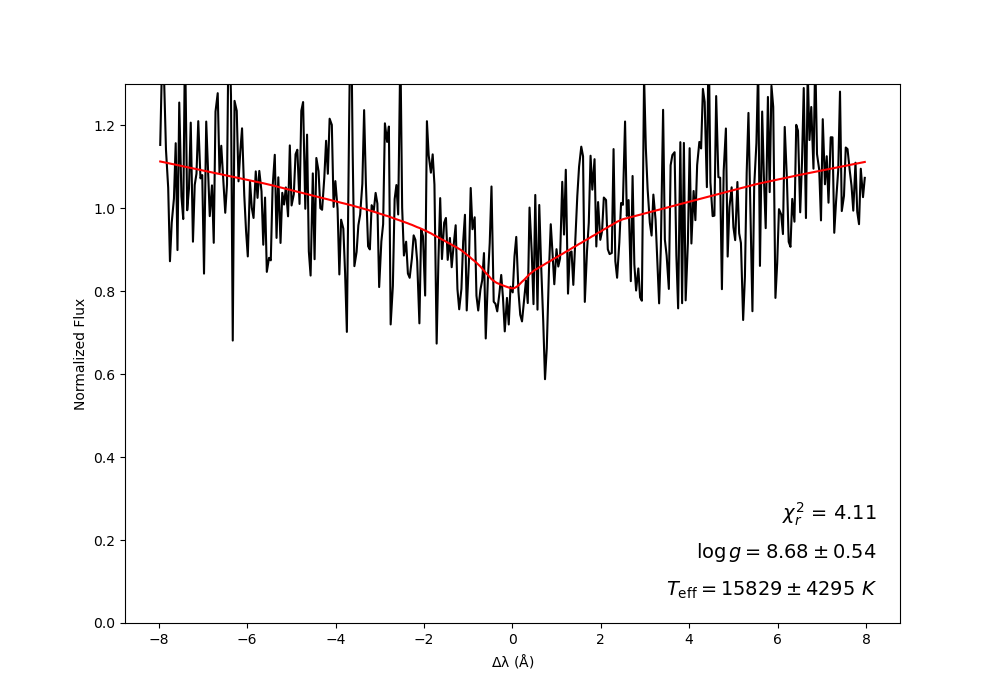 1.2
1.0
0.8
0.6
0.4
0.2
0.0
Normalized Flux
χ²ᵣ = 4.11
log g = 8.68 ± 0.54
T_eff = 15829 ± 4295 K
−8 −6 −4 −2 0 2 4 6 8
Δλ (Å)